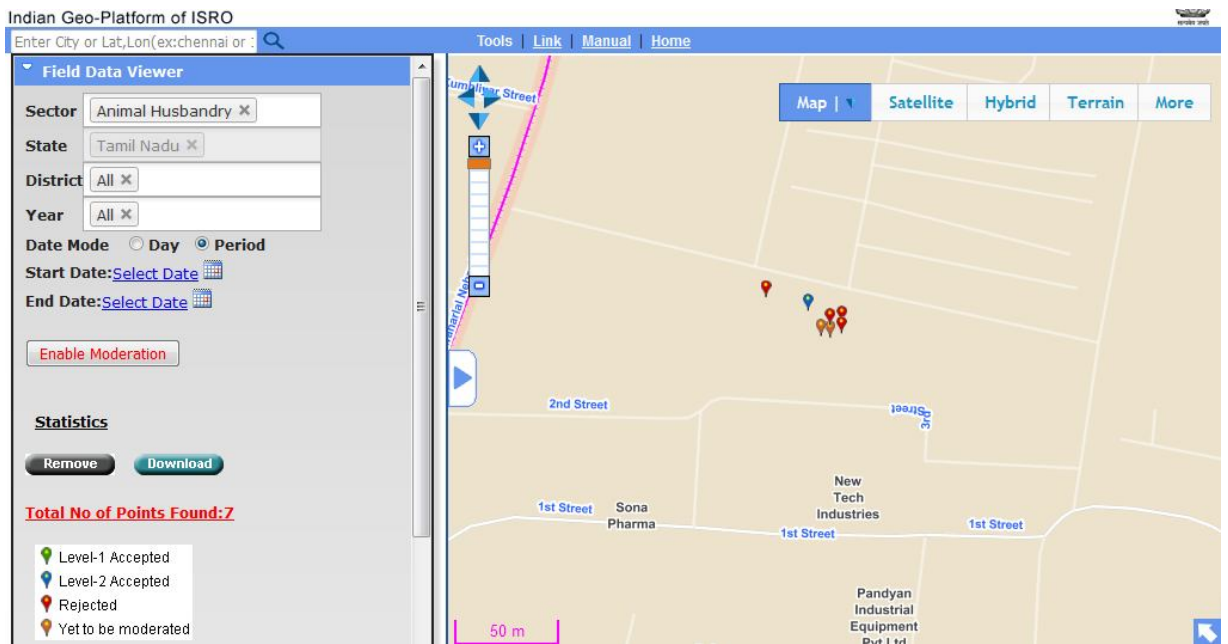 Indian Geo-Platform of ISRO
Enter City or Lat,Lon(ex:chennai or :
Tools | Link | Manual | Home
Field Data Viewer
Sector Animal Husbandry ×
State Tamil Nadu ×
District All ×
Year All ×
Date Mode Day Period
Start Date:Select Date
End Date:Select Date
Enable Moderation
Statistics
Remove Download
Total No of Points Found:7
Level-1 Accepted
Level-2 Accepted
Rejected
Yet to be moderated
Map | Satellite Hybrid Terrain More
Street
2nd Street
3rd Street
New
Tech
Industries
1st Street
Sona
Pharma
1st Street
1st Street
Pandyan
Industrial
Equipment
Pvt Ltd
50 m